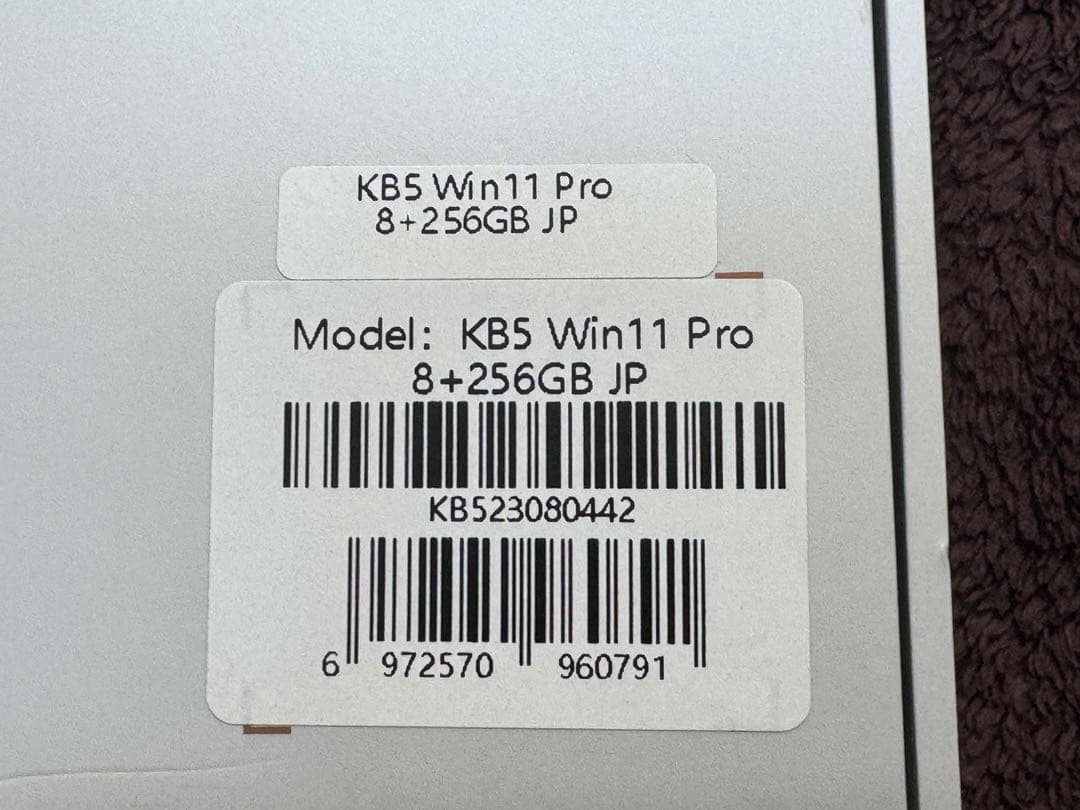 KB5 Win11 Pro
8+256GB JP
Model: KB5 Win11 Pro
8+256GB JP
KB523080442
6 972570 960791